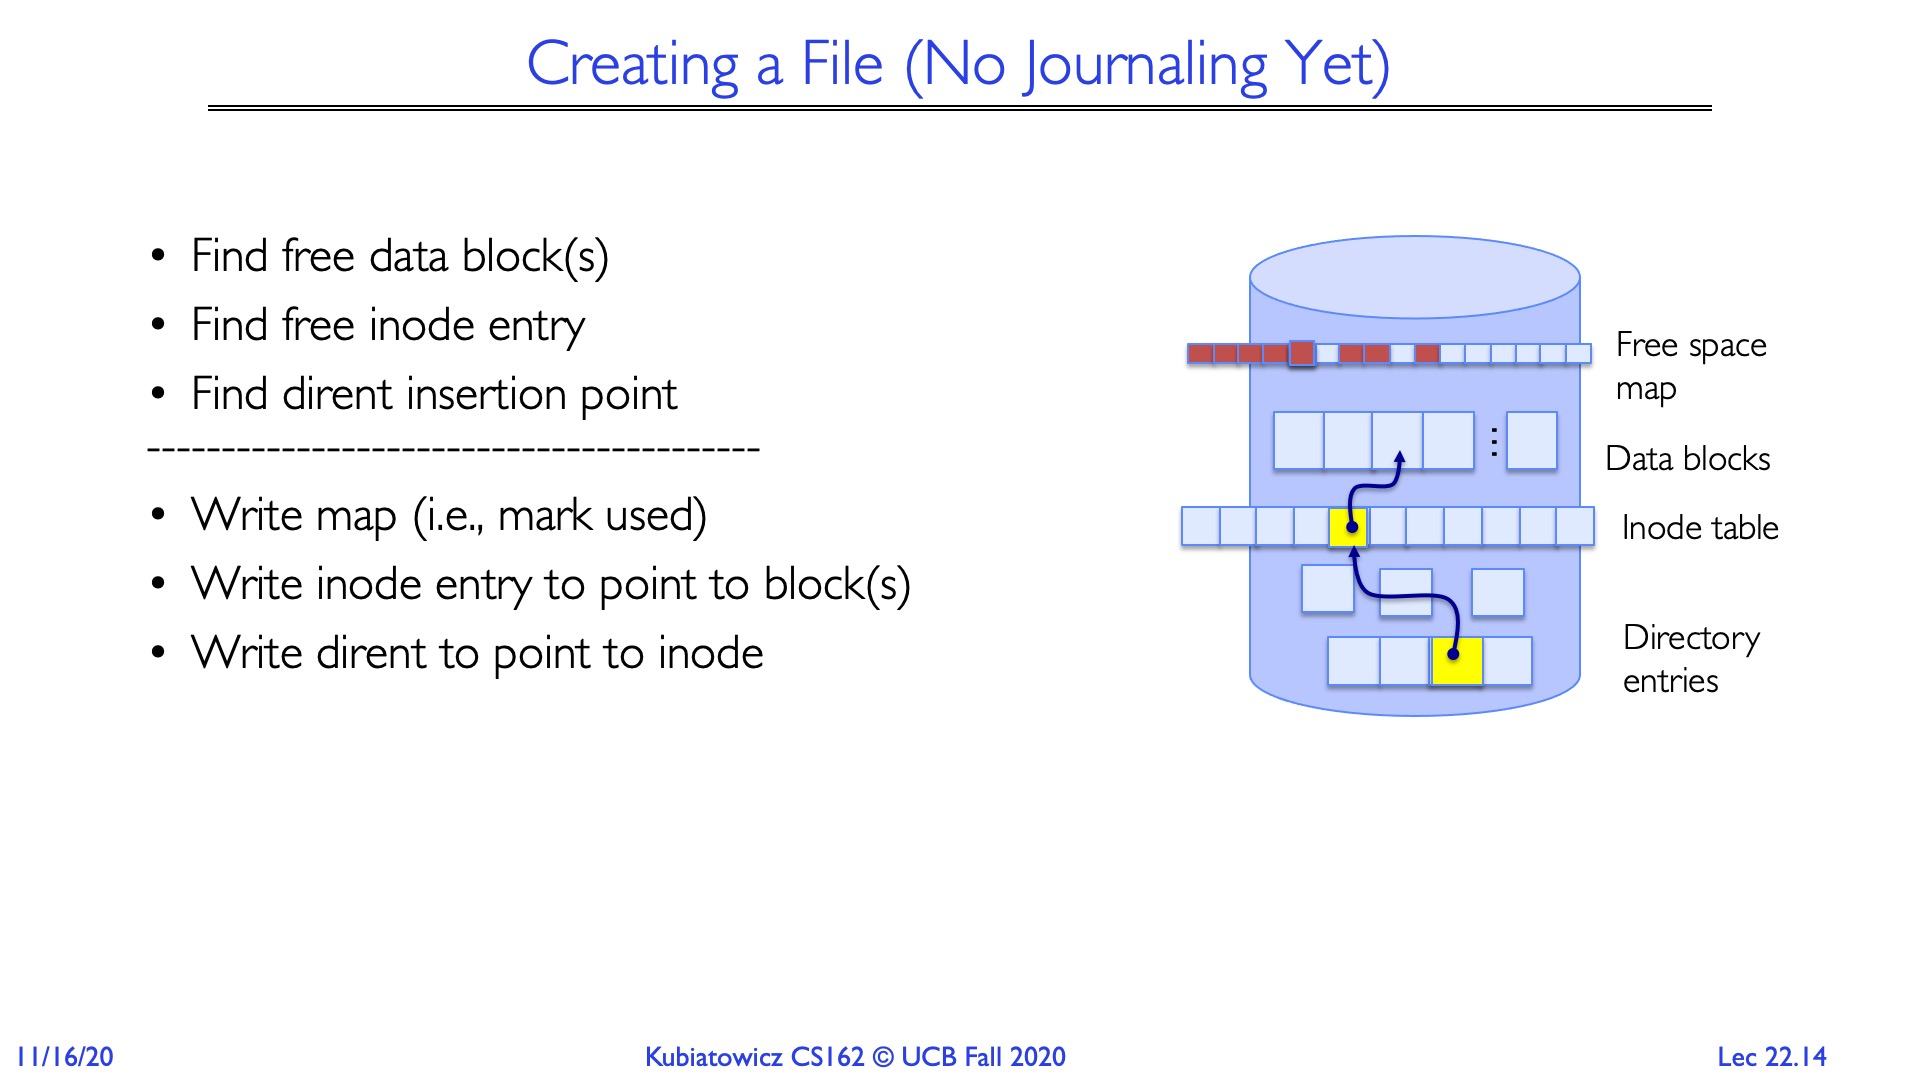 Creating a File (No Journaling Yet)
• Find free data block(s)
• Find free inode entry
• Find dirent insertion point
-----------------------------------------
• Write map (i.e., mark used)
• Write inode entry to point to block(s)
• Write dirent to point to inode
Free space
map
Data blocks
...
Inode table
Directory
entries
11/16/20
Kubiatowicz CS162 © UCB Fall 2020
Lec 22.14